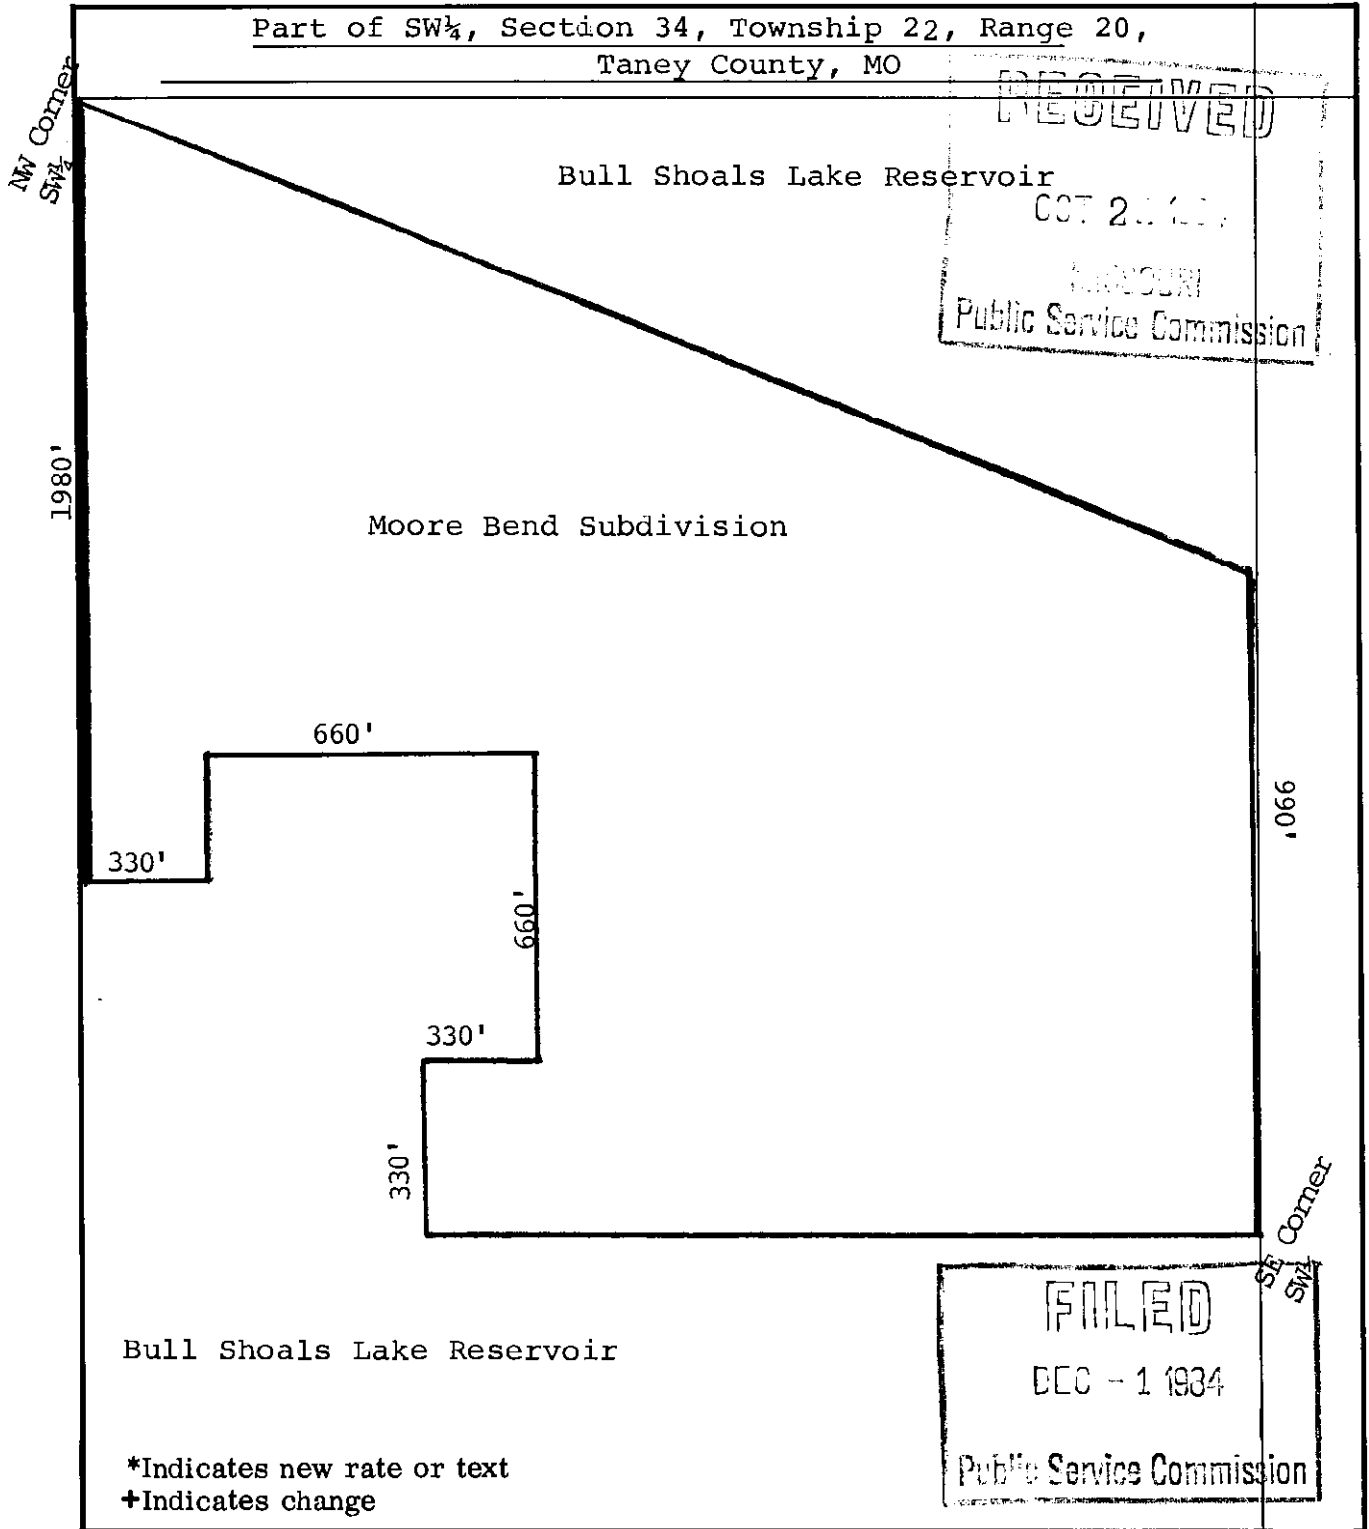 Part of SW¼, Section 34, Township 22, Range 20,
Taney County, MO
NW Corner
SW¼
RECEIVED
Bull Shoals Lake Reservoir
OCT 2
MISSOURI
Public Service Commission
1980'
Moore Bend Subdivision
660'
990'
330'
660'
330'
330'
SE Corner
SW¼
FILED
DEC - 1 1984
Bull Shoals Lake Reservoir
Public Service Commission
*Indicates new rate or text
+Indicates change